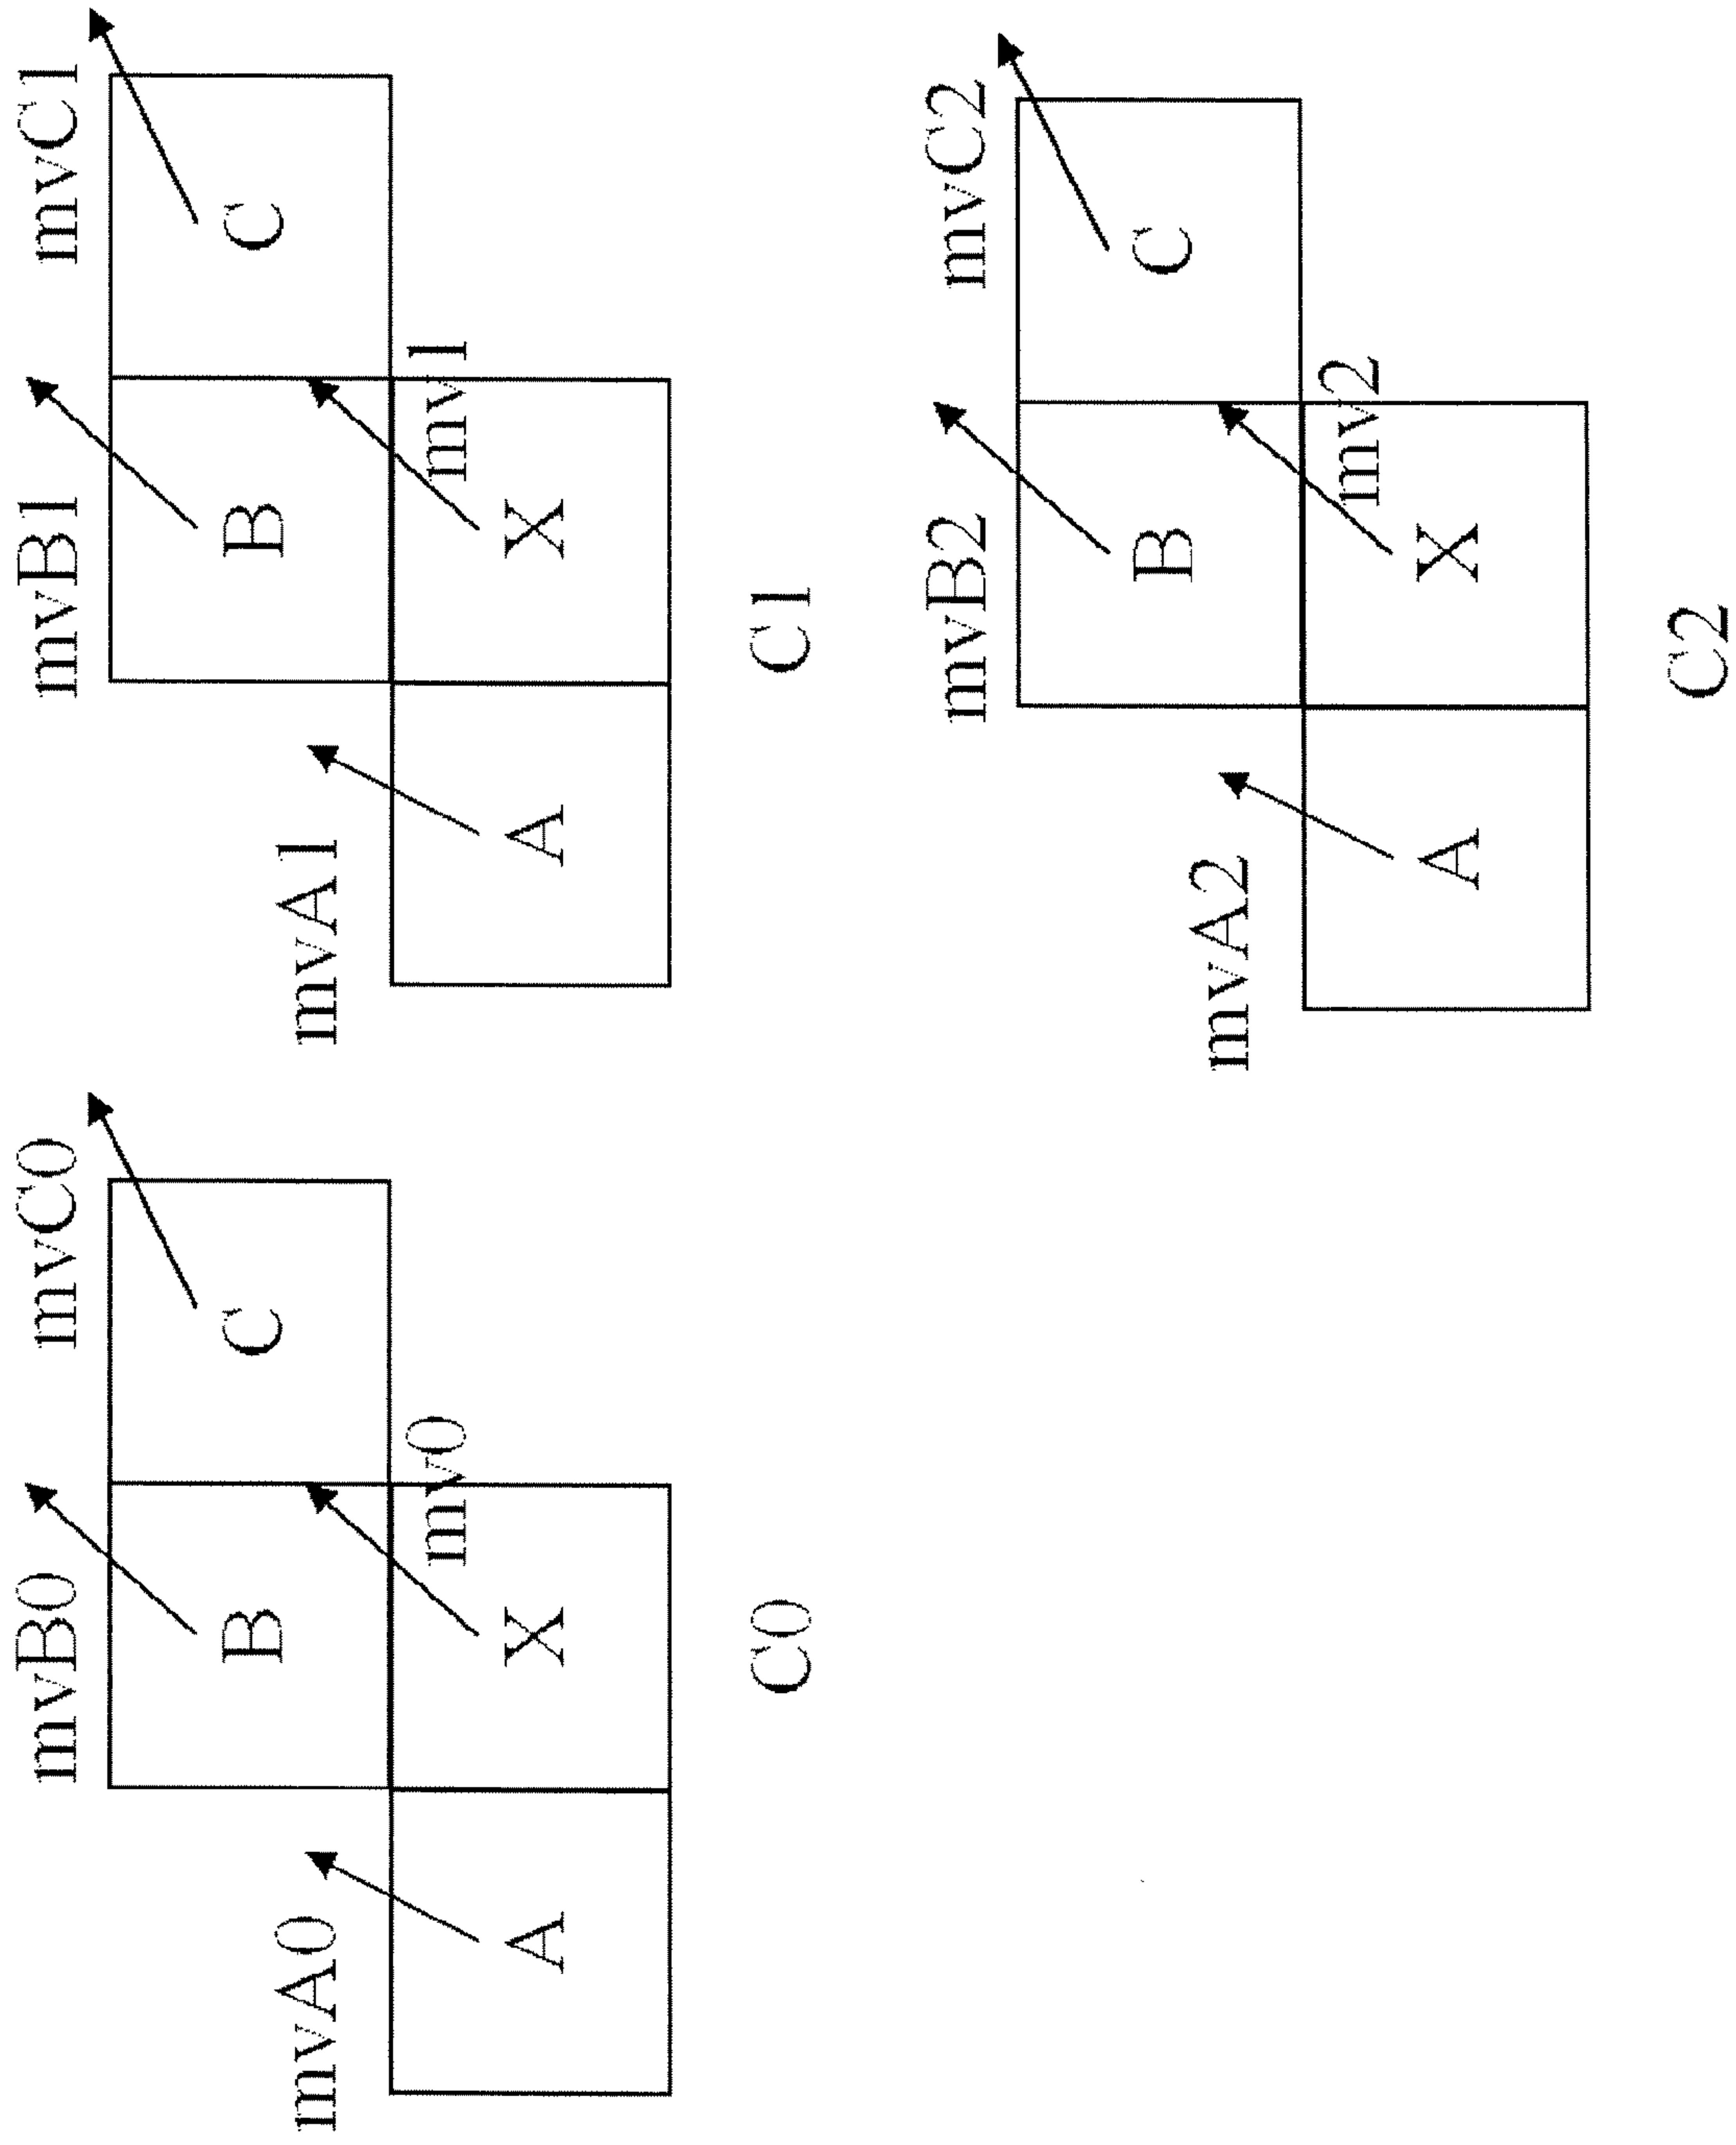 mvB0 mvC0 mvB1 mvC1
B C B C
mvA0 mvA1
mv0 mv1
A X A X
C0 C1
mvB2 mvC2
B C
mvA2
mv2
A X
C2